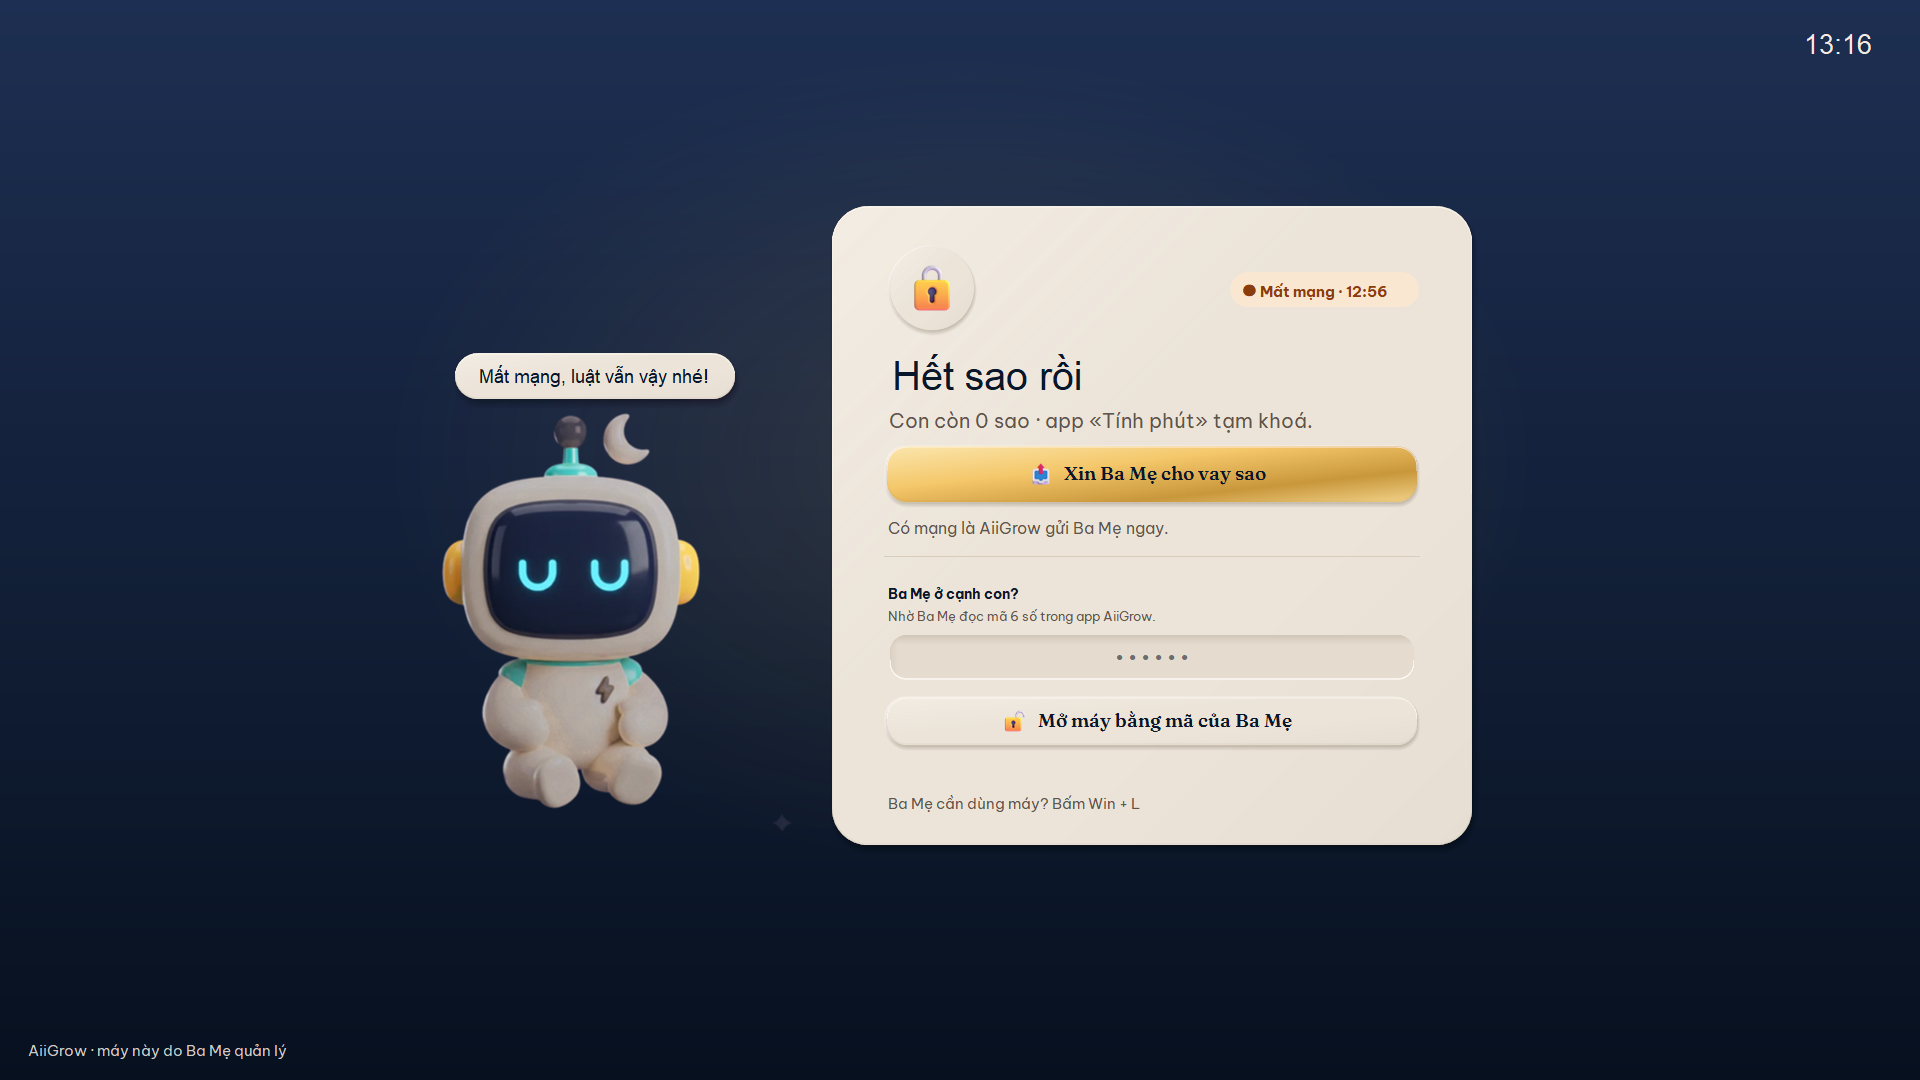 13:16
Mất mạng · 12:56
Mất mạng, luật vẫn vậy nhé!
Hết sao rồi
Con còn 0 sao · app «Tính phút» tạm khoá.
Xin Ba Mẹ cho vay sao
Có mạng là AiiGrow gửi Ba Mẹ ngay.
Ba Mẹ ở cạnh con?
Nhờ Ba Mẹ đọc mã 6 số trong app AiiGrow.
••••••
Mở máy bằng mã của Ba Mẹ
Ba Mẹ cần dùng máy? Bấm Win + L
AiiGrow · máy này do Ba Mẹ quản lý